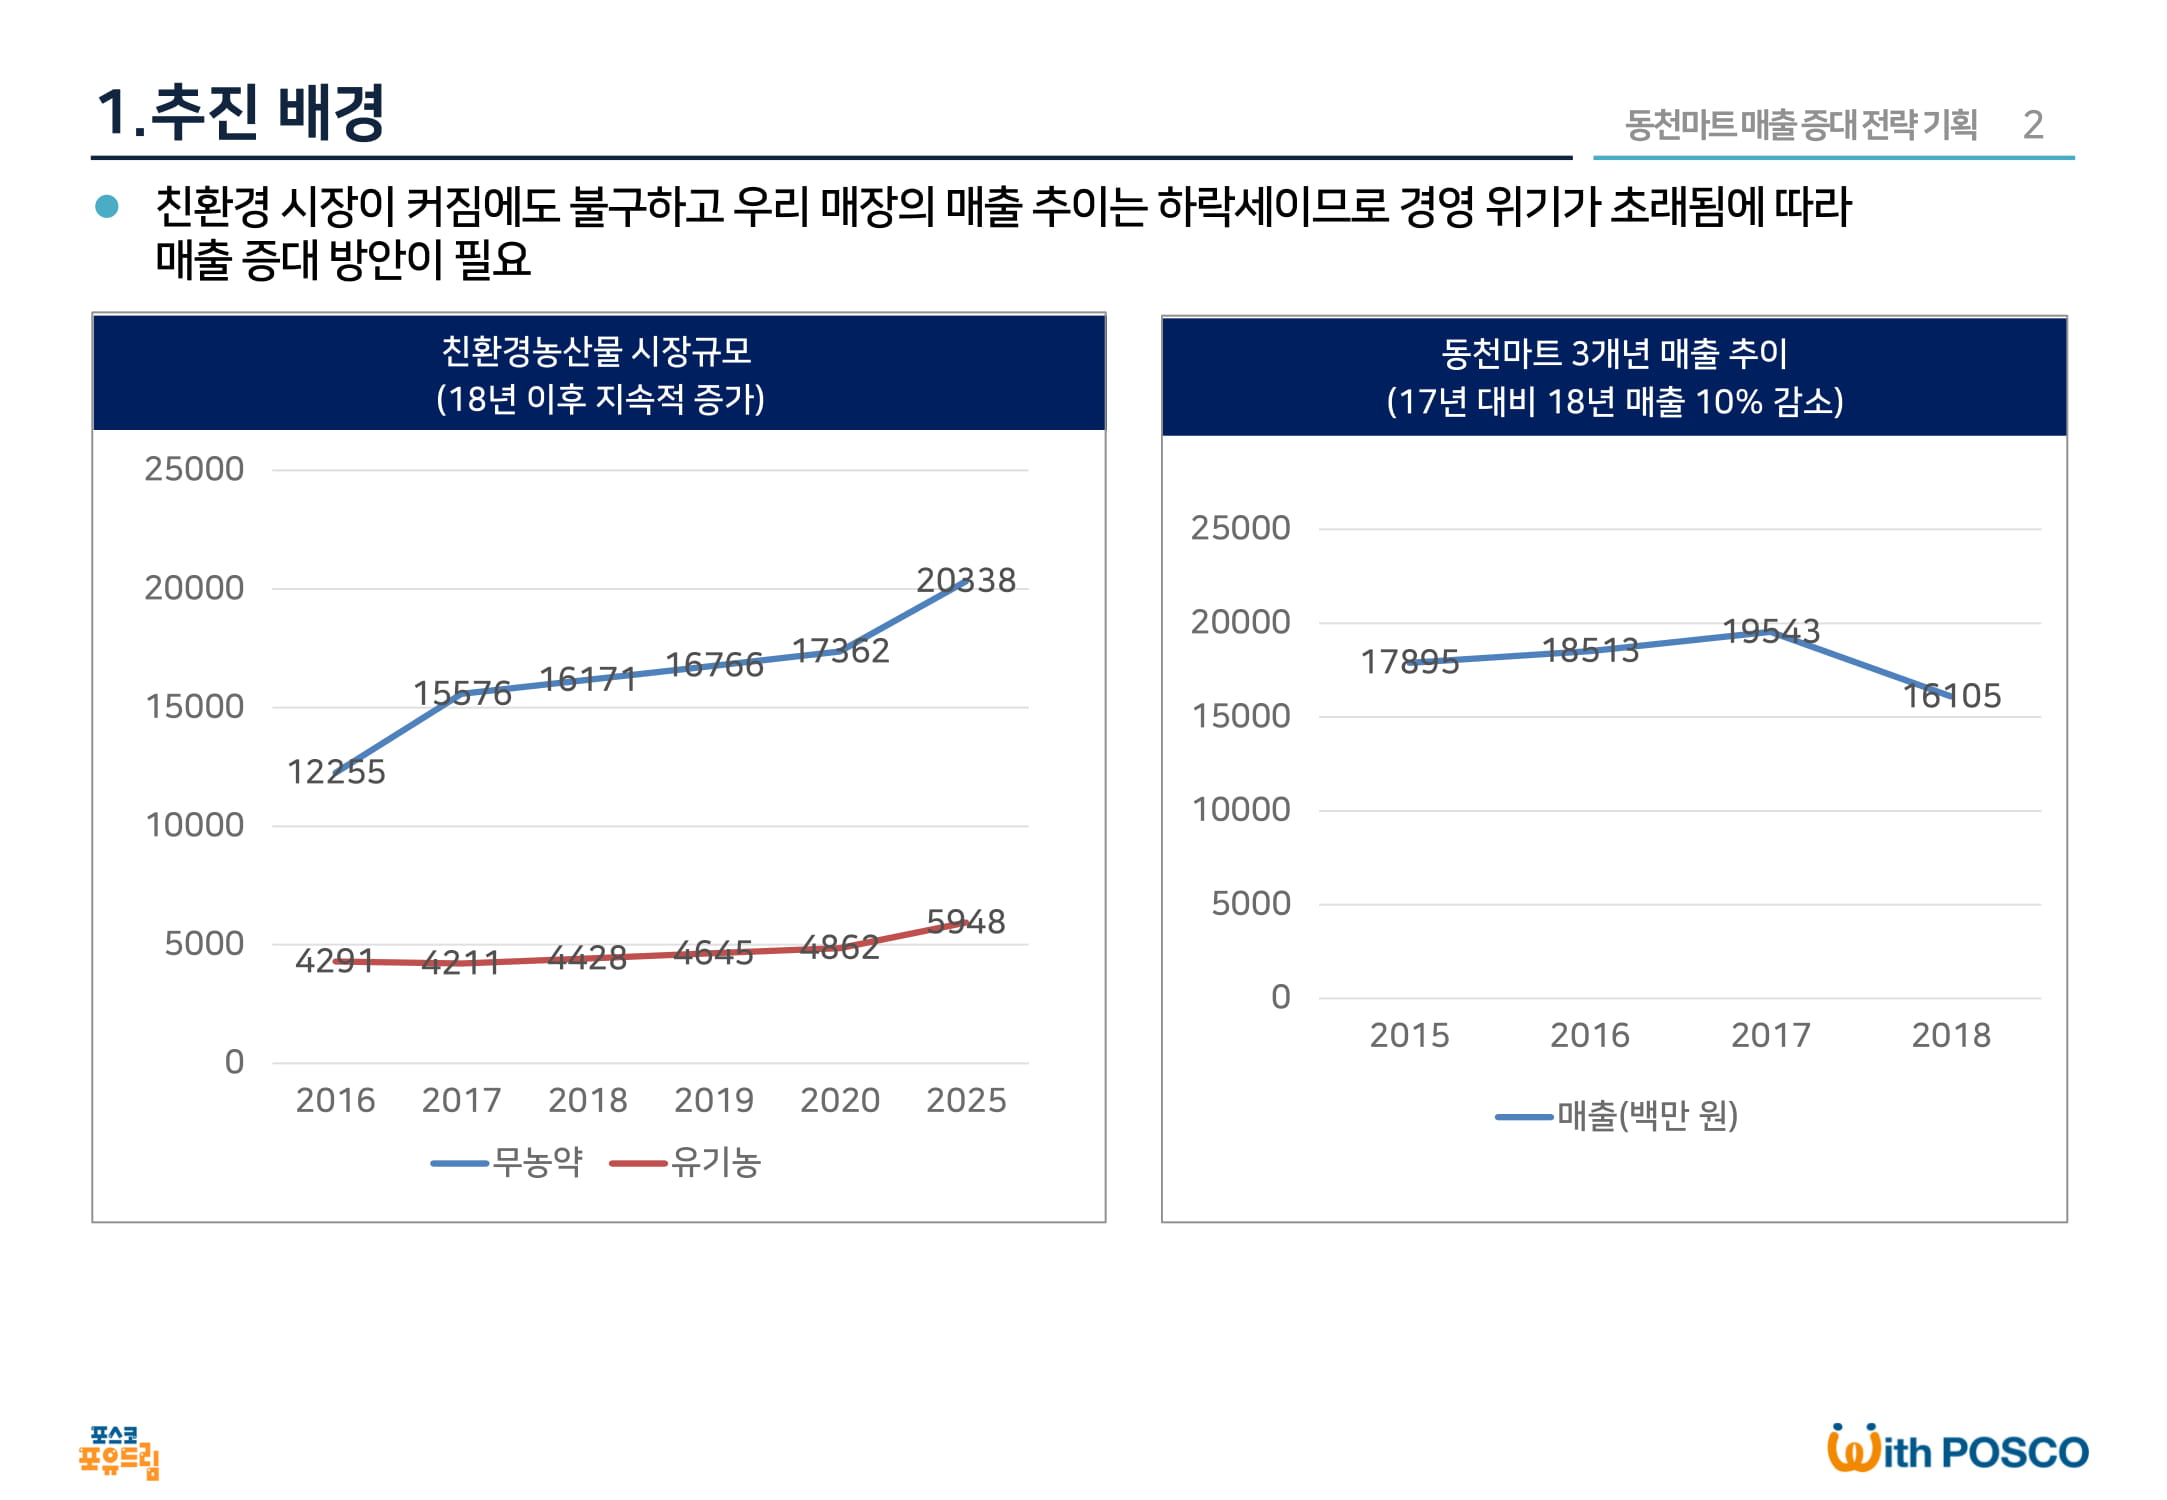 1.추진 배경
동천마트 매출 증대 전략 기획 2
친환경 시장이 커짐에도 불구하고 우리 매장의 매출 추이는 하락세이므로 경영 위기가 초래됨에 따라
매출 증대 방안이 필요
친환경농산물 시장규모
(18년 이후 지속적 증가)
25000
20000
15000
10000
5000
0
12255
15576
16171
16766
17362
20338
4291
4211
4428
4645
4862
5948
2016 2017 2018 2019 2020 2025
무농약 유기농
동천마트 3개년 매출 추이
(17년 대비 18년 매출 10% 감소)
25000
20000
15000
10000
5000
0
17895
18513
19543
16105
2015 2016 2017 2018
매출(백만 원)
포스코
포유드림
With POSCO